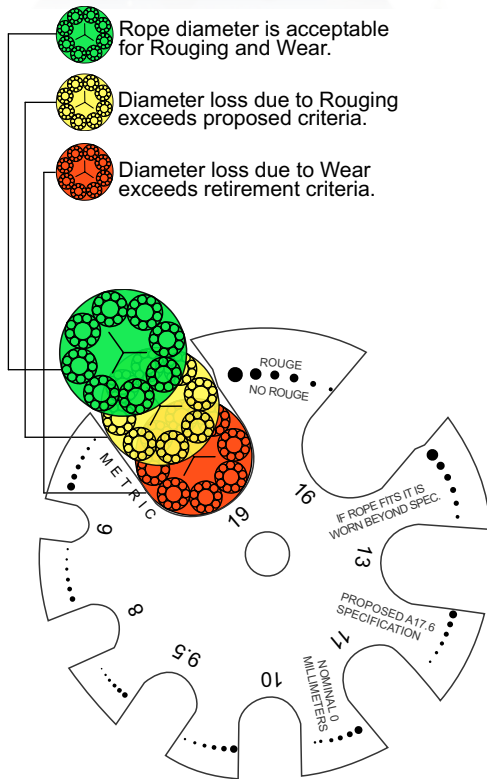 Rope diameter is acceptable
for Rouging and Wear.
Diameter loss due to Rouging
exceeds proposed criteria.
Diameter loss due to Wear
exceeds retirement criteria.
ROUGE
NO ROUGE
METRIC
19
16
IF ROPE FITS IT IS
WORN BEYOND SPEC.
13
PROPOSED A17.6
SPECIFICATION
11
NOMINAL 0
MILLIMETERS
10
9.5
8
9